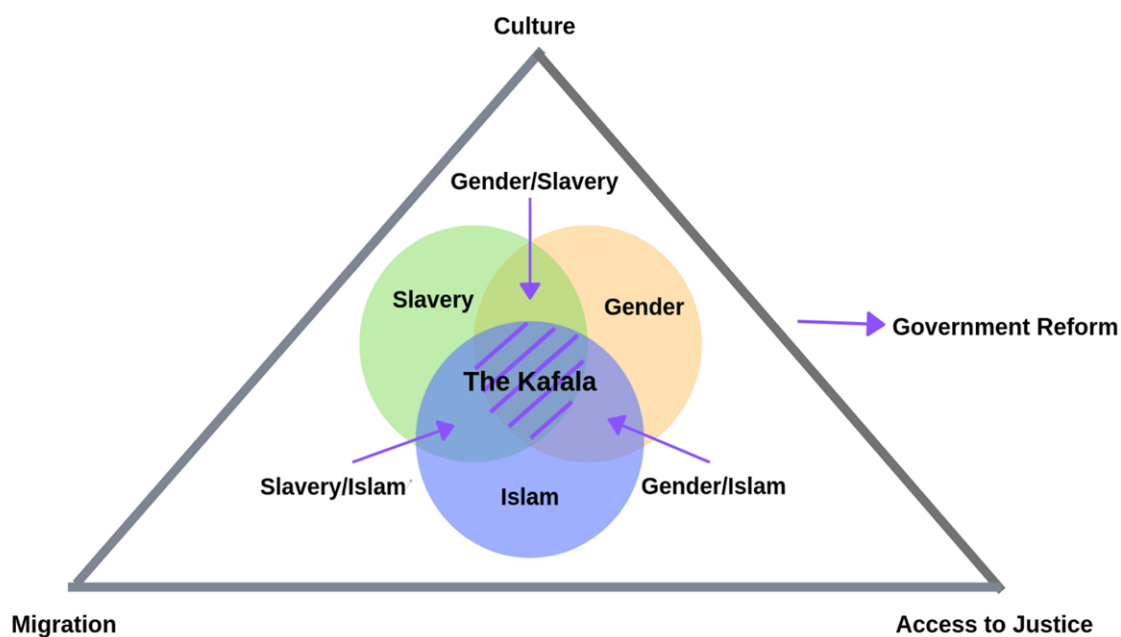 Culture
Gender/Slavery
Slavery
Gender
Government Reform
The Kafala
Slavery/Islam
Islam
Gender/Islam
Migration
Access to Justice